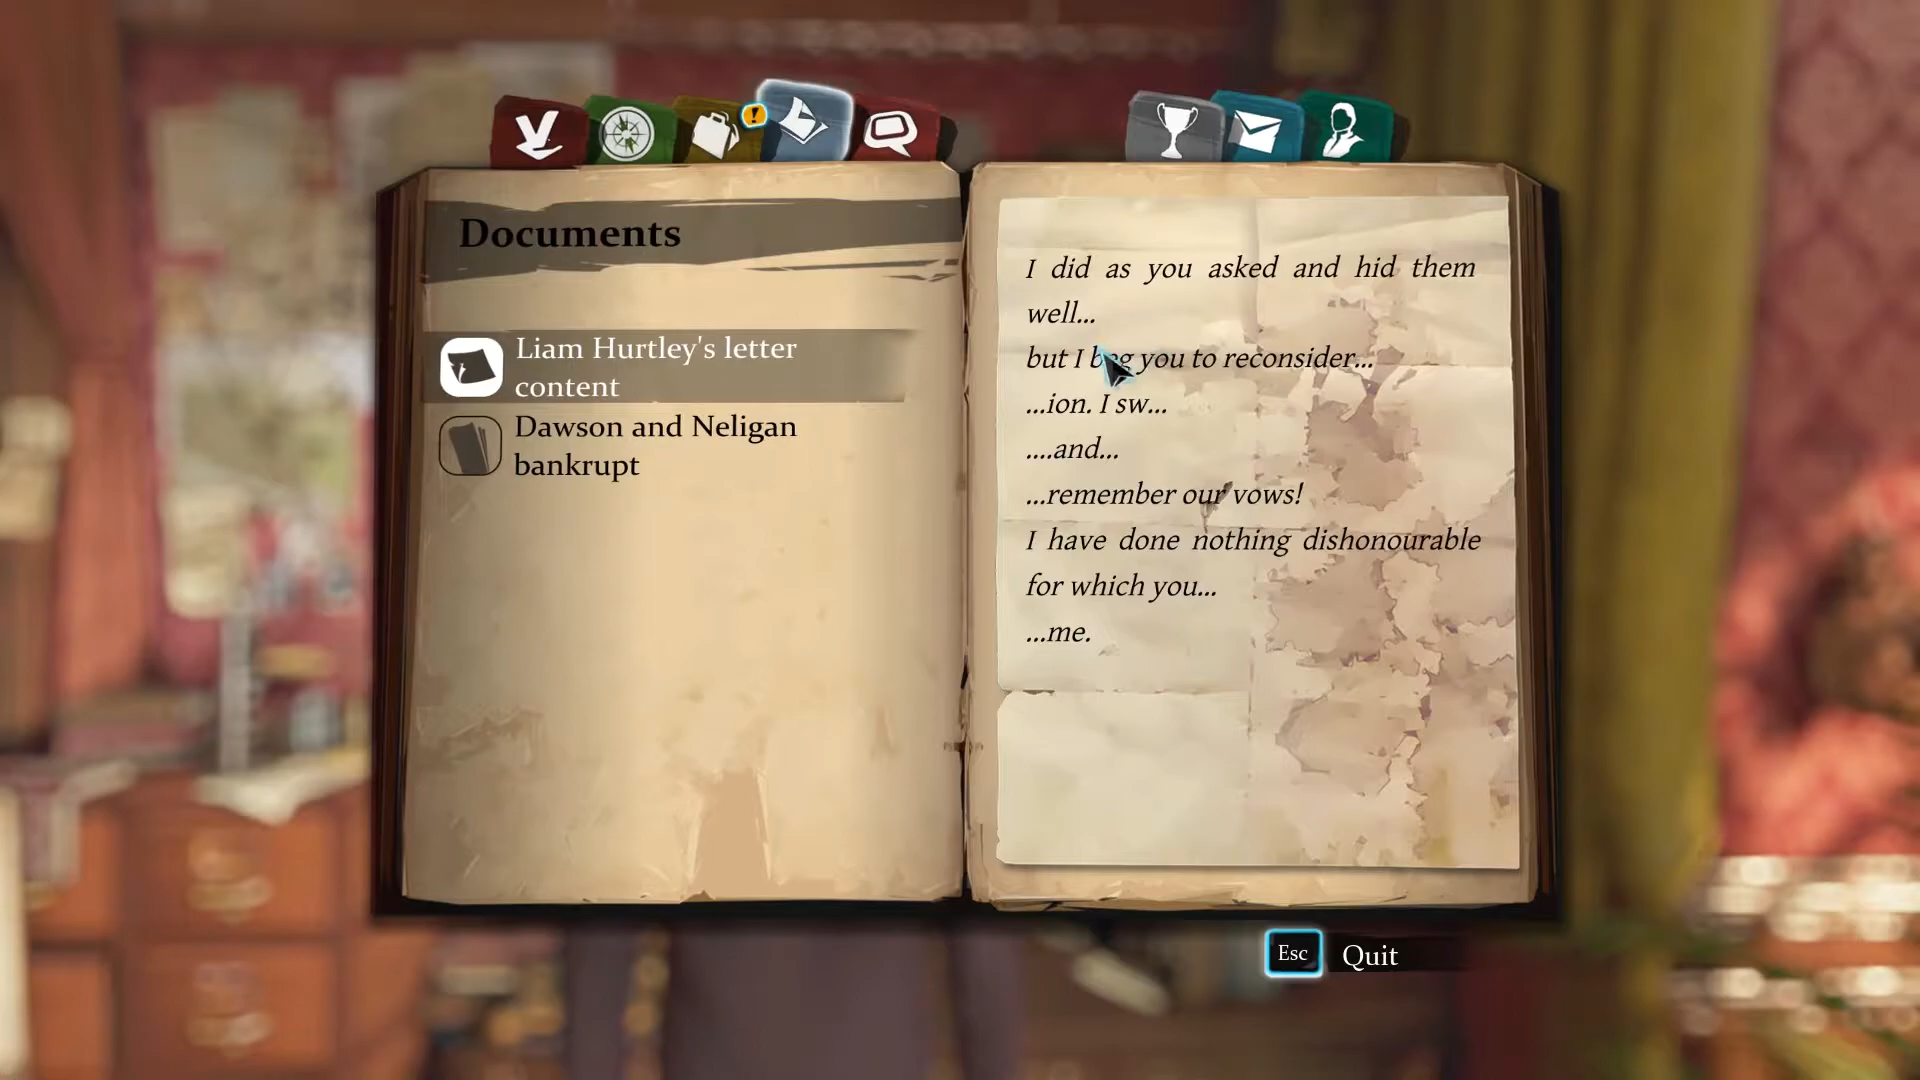 Documents
Liam Hurtley's letter
content
Dawson and Neligan
bankrupt
I did as you asked and hid them
well...
but I beg you to reconsider...
...ion. I sw...
....and...
...remember our vows!
I have done nothing dishonourable
for which you...
...me.
Esc Quit